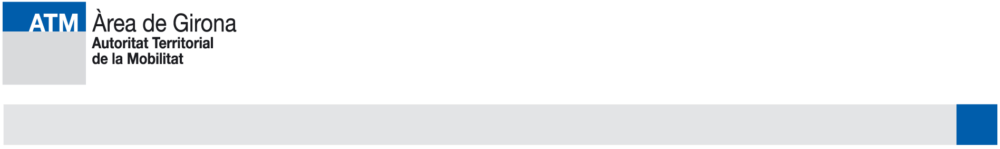 ATM Àrea de Girona
Autoritat Territorial
de la Mobilitat